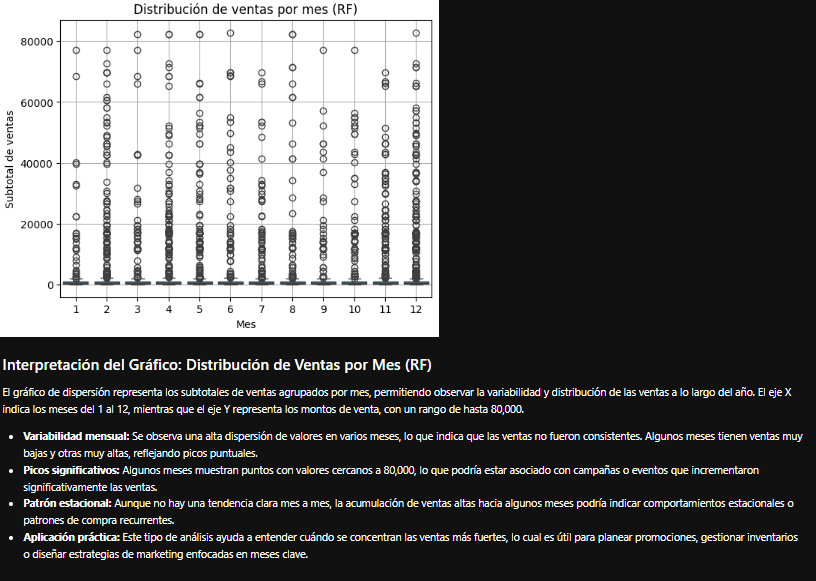 Distribución de ventas por mes (RF)
80000
60000
40000
20000
0
Subtotal de ventas
1 2 3 4 5 6 7 8 9 10 11 12
Mes
Interpretación del Gráfico: Distribución de Ventas por Mes (RF)
El gráfico de dispersión representa los subtotales de ventas agrupados por mes, permitiendo observar la variabilidad y distribución de las ventas a lo largo del año. El eje X
indica los meses del 1 al 12, mientras que el eje Y representa los montos de venta, con un rango de hasta 80,000.
• Variabilidad mensual: Se observa una alta dispersión de valores en varios meses, lo que indica que las ventas no fueron consistentes. Algunos meses tienen ventas muy
bajas y otras muy altas, reflejando picos puntuales.
• Picos significativos: Algunos meses muestran puntos con valores cercanos a 80,000, lo que podría estar asociado con campañas o eventos que incrementaron
significativamente las ventas.
• Patrón estacional: Aunque no hay una tendencia clara mes a mes, la acumulación de ventas altas hacia algunos meses podría indicar comportamientos estacionales o
patrones de compra recurrentes.
• Aplicación práctica: Este tipo de análisis ayuda a entender cuándo se concentran las ventas más fuertes, lo cual es útil para planear promociones, gestionar inventarios
o diseñar estrategias de marketing enfocadas en meses clave.